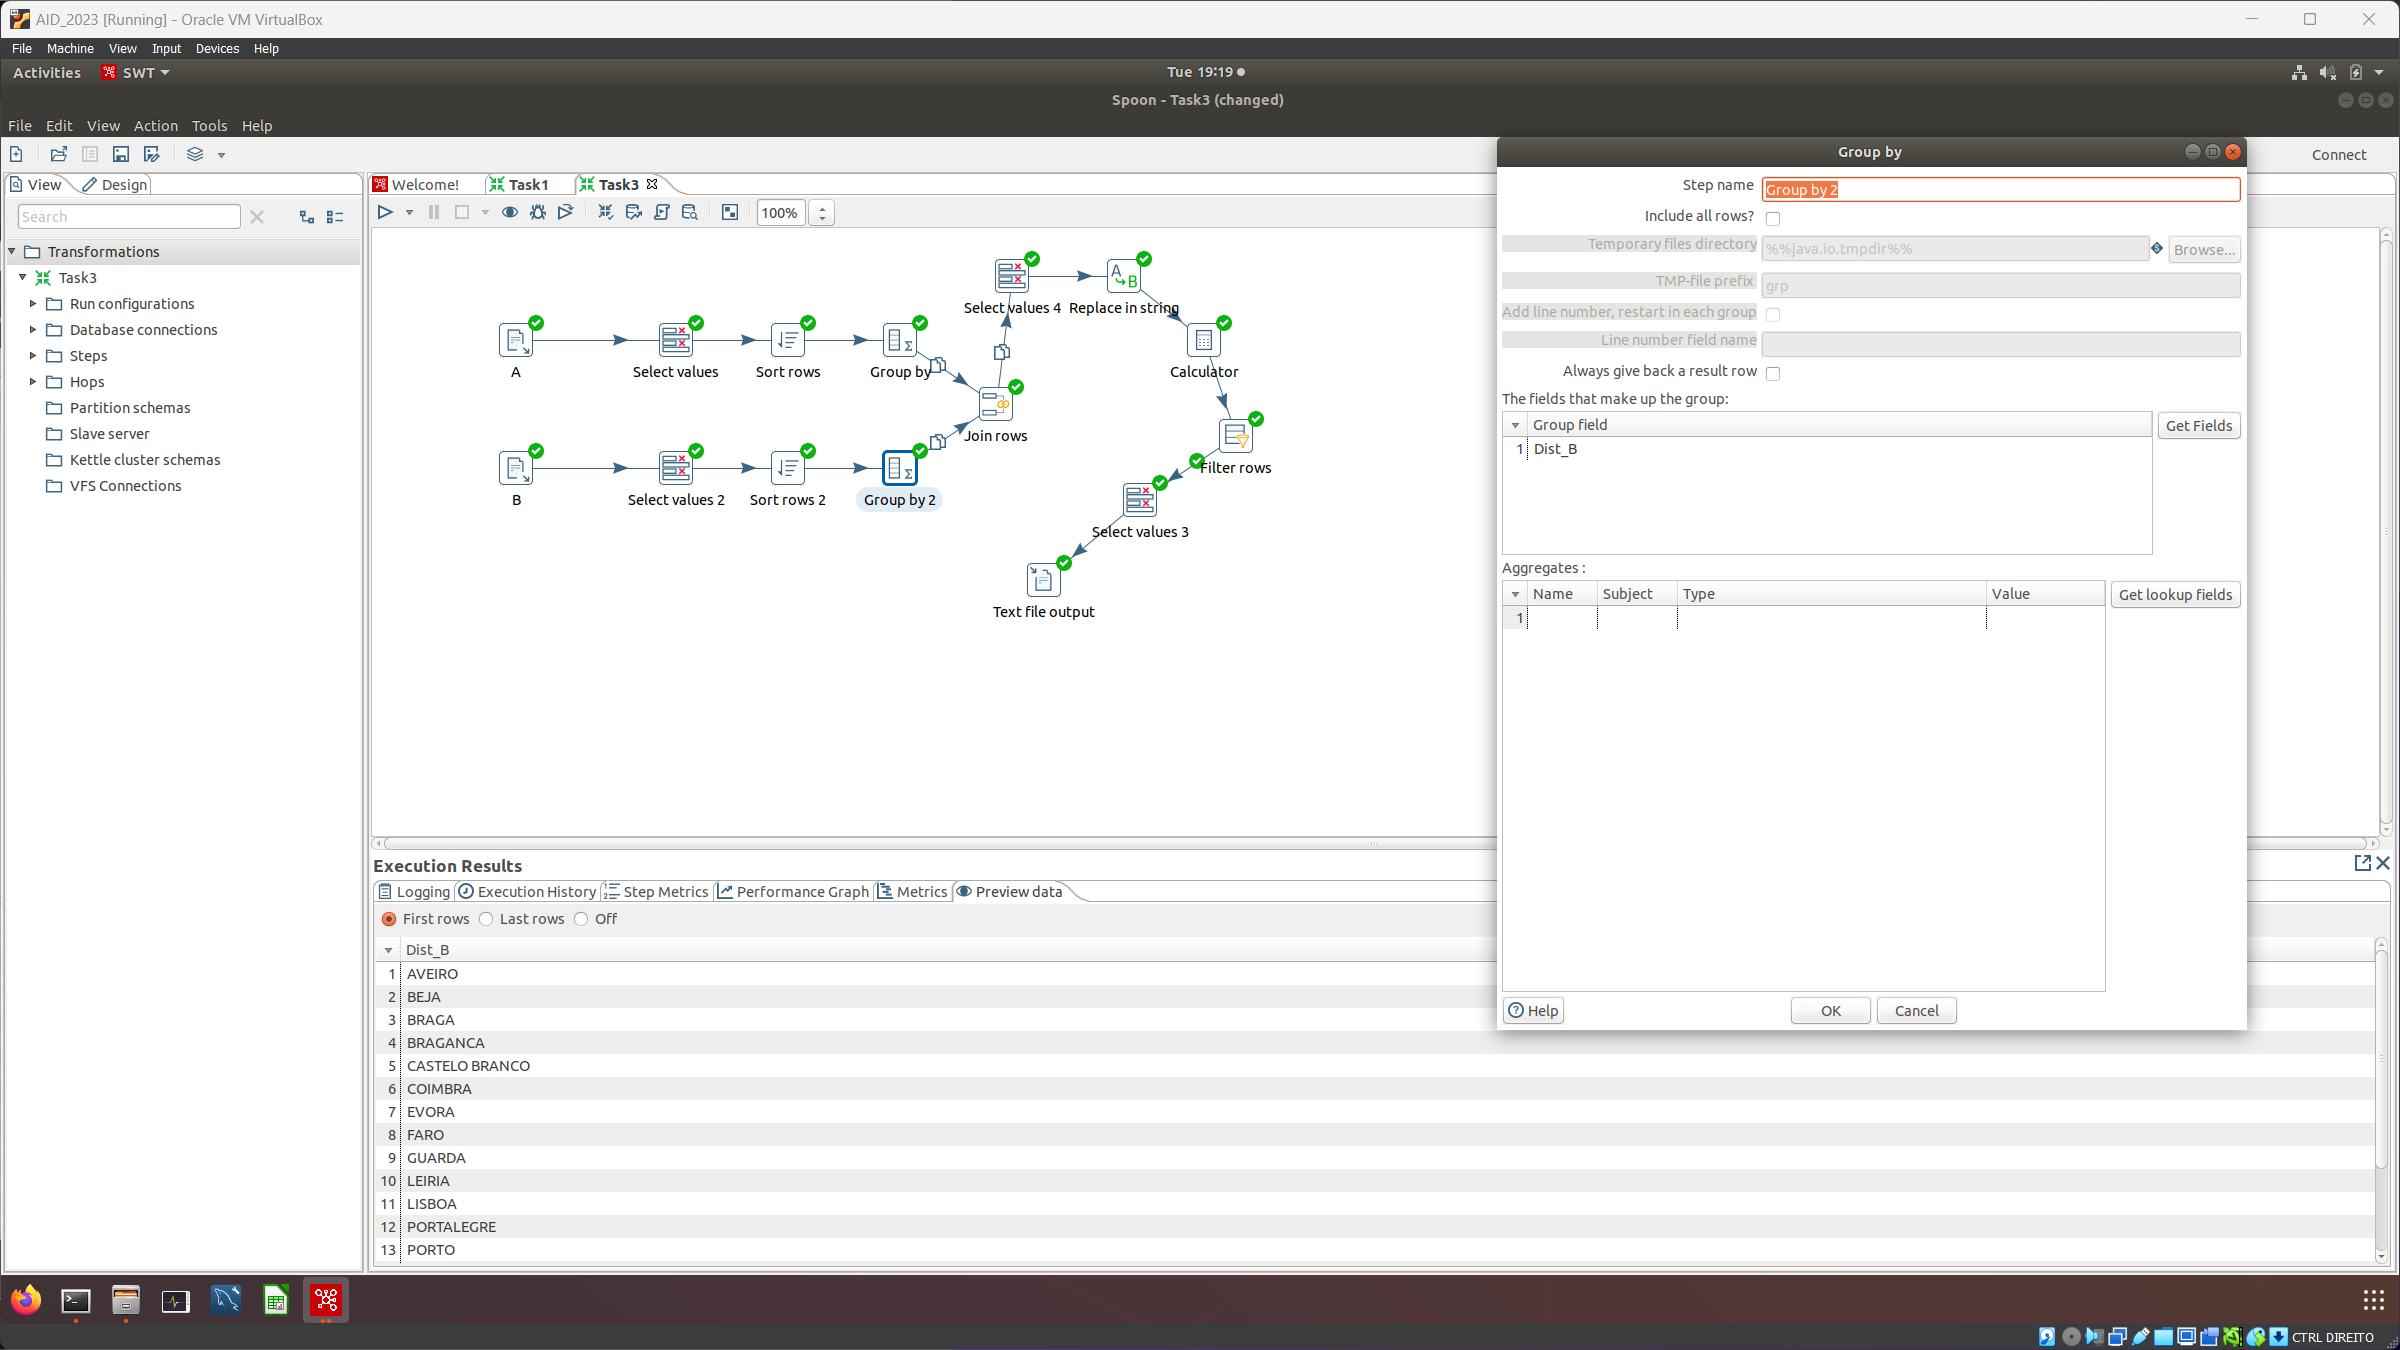 AID_2023 [Running] - Oracle VM VirtualBox
File Machine View Input Devices Help
Activities SWT Tue 19:19
Spoon - Task3 (changed)
File Edit View Action Tools Help
Connect
View Design
Welcome! Task1 Task3
Search
100%
Transformations
Task3
Run configurations
Database connections
Steps
Hops
Partition schemas
Slave server
Kettle cluster schemas
VFS Connections
Select values 4 Replace in string
A Select values Sort rows Group by Calculator
Join rows
Filter rows
B Select values 2 Sort rows 2 Group by 2
Select values 3
Text file output
Group by
Step name Group by 2
Include all rows?
Temporary files directory %%java.io.tmpdir%% Browse...
TMP-file prefix grp
Add line number, restart in each group
Line number field name
Always give back a result row
The fields that make up the group:
Group field Get Fields
1 Dist_B
Aggregates :
Name Subject Type Value Get lookup fields
1
Help OK Cancel
Execution Results
Logging Execution History Step Metrics Performance Graph Metrics Preview data
First rows Last rows Off
Dist_B
1 AVEIRO
2 BEJA
3 BRAGA
4 BRAGANCA
5 CASTELO BRANCO
6 COIMBRA
7 EVORA
8 FARO
9 GUARDA
10 LEIRIA
11 LISBOA
12 PORTALEGRE
13 PORTO
CTRL DIREITO